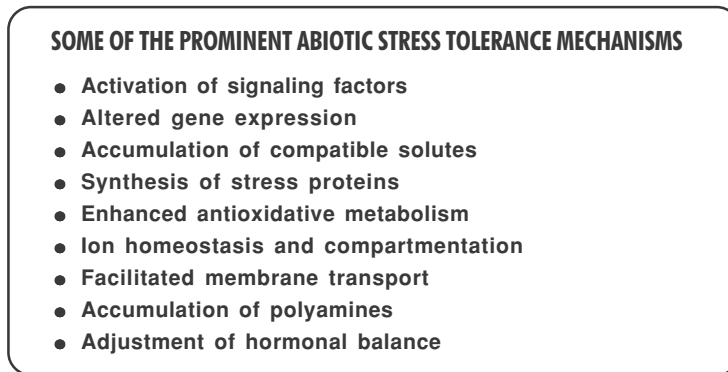 SOME OF THE PROMINENT ABIOTIC STRESS TOLERANCE MECHANISMS
● Activation of signaling factors
● Altered gene expression
● Accumulation of compatible solutes
● Synthesis of stress proteins
● Enhanced antioxidative metabolism
● Ion homeostasis and compartmentation
● Facilitated membrane transport
● Accumulation of polyamines
● Adjustment of hormonal balance